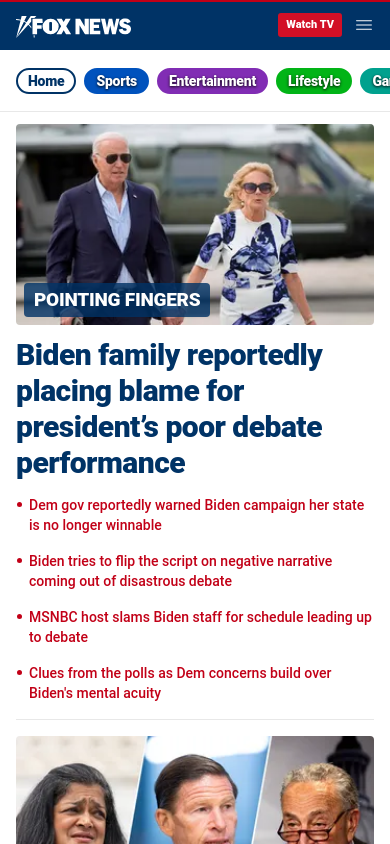 FOX NEWS
Watch TV
Home
Sports
Entertainment
Lifestyle
POINTING FINGERS
Biden family reportedly
placing blame for
president’s poor debate
performance
• Dem gov reportedly warned Biden campaign her state
is no longer winnable
• Biden tries to flip the script on negative narrative
coming out of disastrous debate
• MSNBC host slams Biden staff for schedule leading up
to debate
• Clues from the polls as Dem concerns build over
Biden's mental acuity